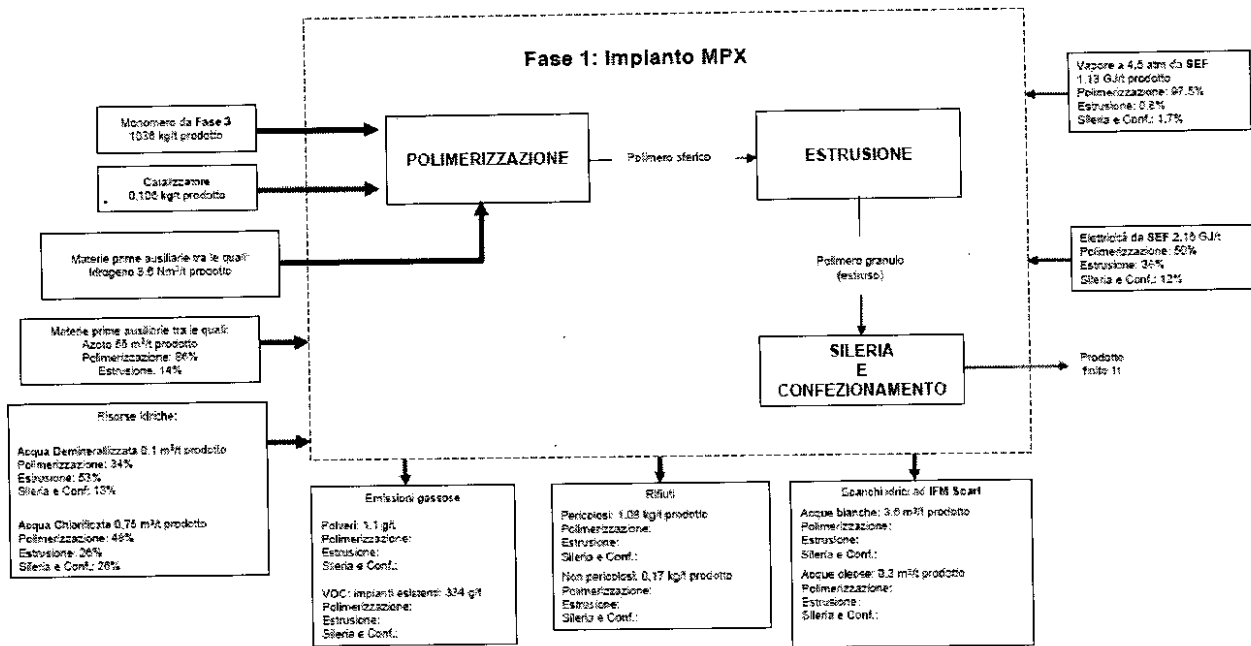 Fase 1: Impianto MPX
Monomero da Fase 3
1036 kg/t prodotto
Catalizzatore
0,106 kg/t prodotto
Materie prime ausiliarie tra le quali:
Idrogeno 3.6 Nm³/t prodotto
Materie prime ausiliarie tra le quali:
Azoto 55 m³/t prodotto
Polimerizzazione: 86%
Estrusione: 14%
Risorse idriche:
Acqua Demineralizzata 0.1 m³/t prodotto
Polimerizzazione: 34%
Estrusione: 53%
Sileria e Conf: 13%
Acqua Chiarificata 0,75 m³/t prodotto
Polimerizzazione: 48%
Estrusione: 26%
Sileria e Conf.: 26%
POLIMERIZZAZIONE
Polimero sferico
ESTRUSIONE
Polimero granulo
(estruso)
SILERIA
E
CONFEZIONAMENTO
Prodotto
finito 1t
Vapore a 4,5 atm da SEF
1.13 GJ/t prodotto
Polimerizzazione: 97.5%
Estrusione: 0.8%
Sileria e Conf.: 1.7%
Elettricità da SEF 2.15 GJ/t
Polimerizzazione: 50%
Estrusione: 38%
Sileria e Conf.: 12%
Emissioni gassose
Polveri: 1.1 g/t
Polimerizzazione:
Estrusione:
Sileria e Conf.:
VOC: impianti esistenti: 334 g/t
Polimerizzazione:
Estrusione:
Sileria e Conf.:
Rifiuti
Pericolosi: 1.08 kg/t prodotto
Polimerizzazione:
Estrusione:
Sileria e Conf.:
Non pericolosi: 0,17 kg/t prodotto
Polimerizzazione:
Estrusione:
Sileria e Conf.:
Scarichi idrici ad IFM Scarl
Acque bianche: 3.6 m³/t prodotto
Polimerizzazione:
Estrusione:
Sileria e Conf.:
Acque oleose: 0.3 m³/t prodotto
Polimerizzazione:
Estrusione:
Sileria e Conf.: